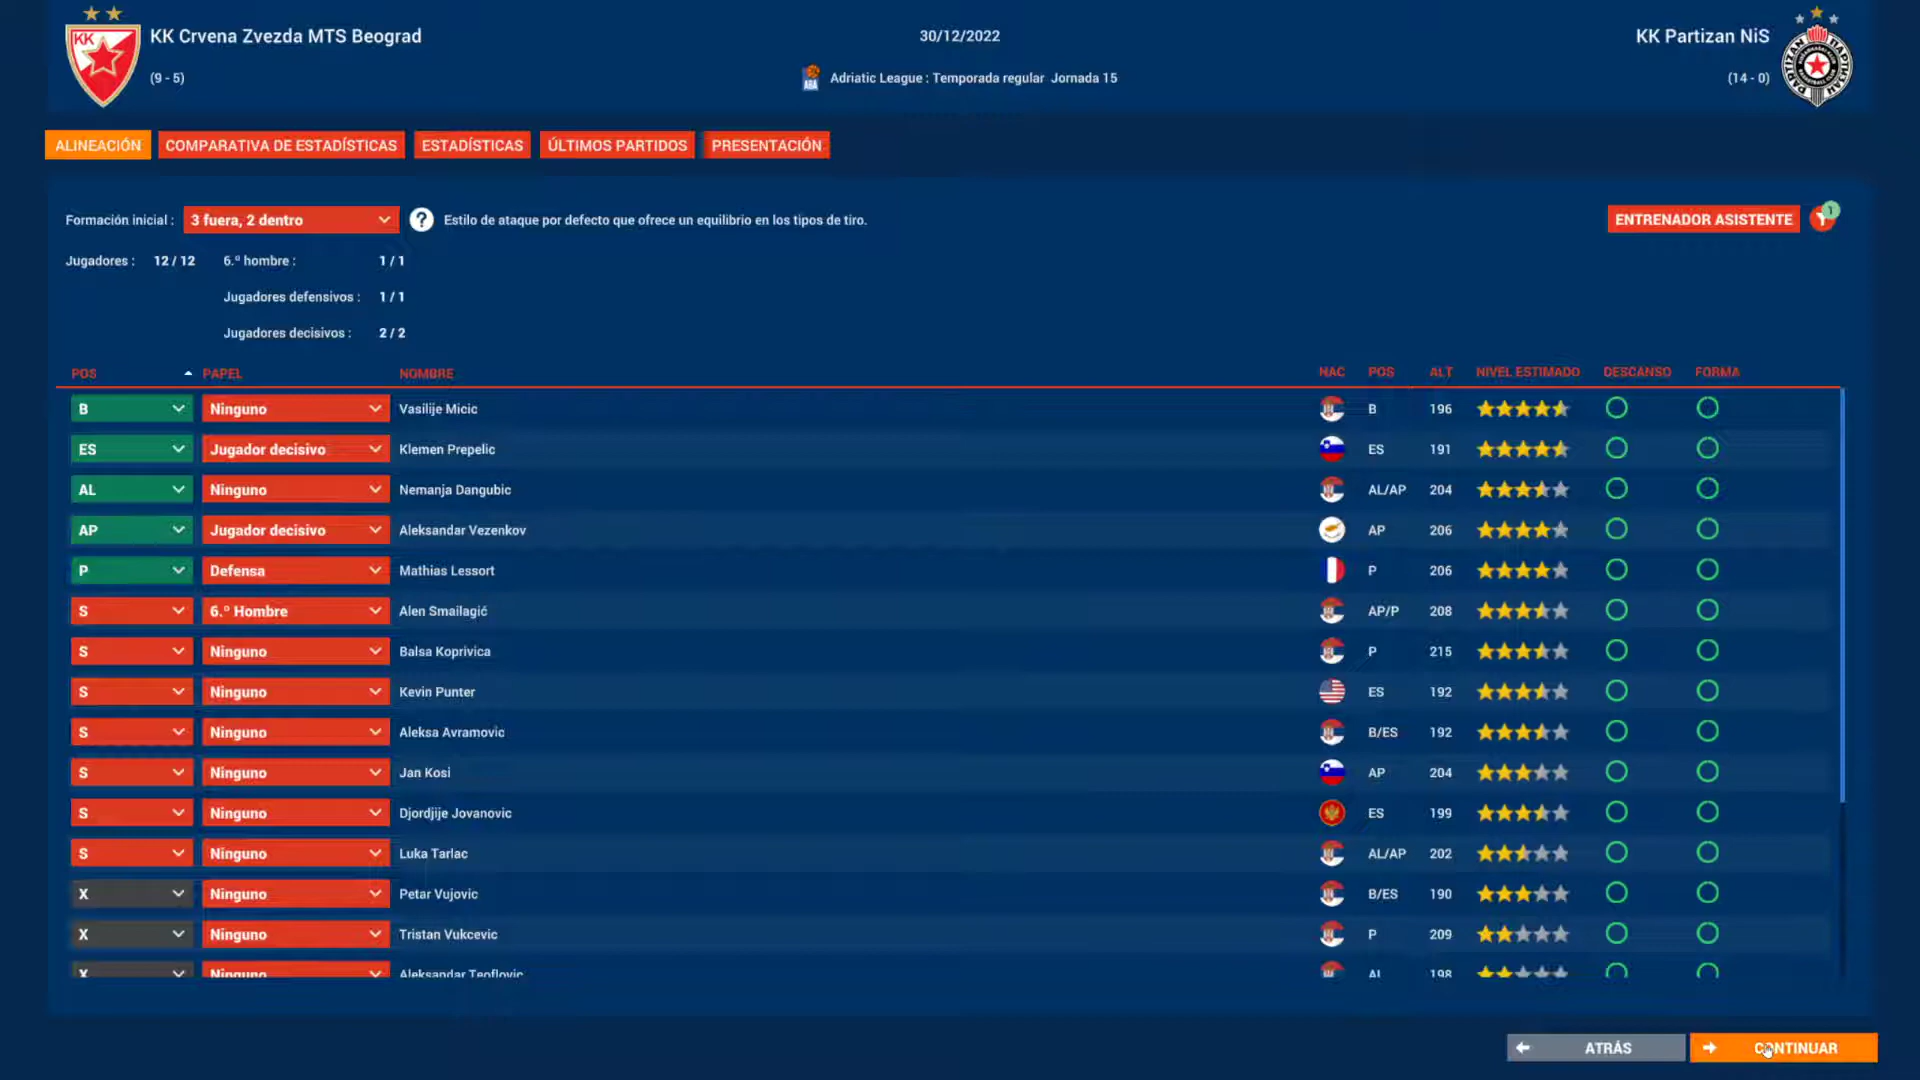 KK Crvena Zvezda MTS Beograd
30/12/2022
KK Partizan NiS
(9 - 5)
Adriatic League : Temporada regular Jornada 15
(14 - 0)
ALINEACIÓN
COMPARATIVA DE ESTADÍSTICAS
ESTADÍSTICAS
ÚLTIMOS PARTIDOS
PRESENTACIÓN
Formación inicial : 3 fuera, 2 dentro ? Estilo de ataque por defecto que ofrece un equilibrio en los tipos de tiro.
ENTRENADOR ASISTENTE 1
Jugadores : 12 / 12 6.º hombre : 1 / 1
Jugadores defensivos : 1 / 1
Jugadores decisivos : 2 / 2
POS PAPEL NOMBRE NAC POS ALT NIVEL ESTIMADO DESCANSO FORMA
B Ninguno Vasilije Micic B 196
ES Jugador decisivo Klemen Prepelic ES 191
AL Ninguno Nemanja Dangubic AL/AP 204
AP Jugador decisivo Aleksandar Vezenkov AP 206
P Defensa Mathias Lessort P 206
S 6.º Hombre Alen Smailagić AP/P 208
S Ninguno Balsa Koprivica P 215
S Ninguno Kevin Punter ES 192
S Ninguno Aleksa Avramovic B/ES 192
S Ninguno Jan Kosi AP 204
S Ninguno Djordjije Jovanovic ES 199
S Ninguno Luka Tarlac AL/AP 202
X Ninguno Petar Vujovic B/ES 190
X Ninguno Tristan Vukcevic P 209
X Ninguno Aleksandar Teoflovic AL 198
ATRÁS
CONTINUAR